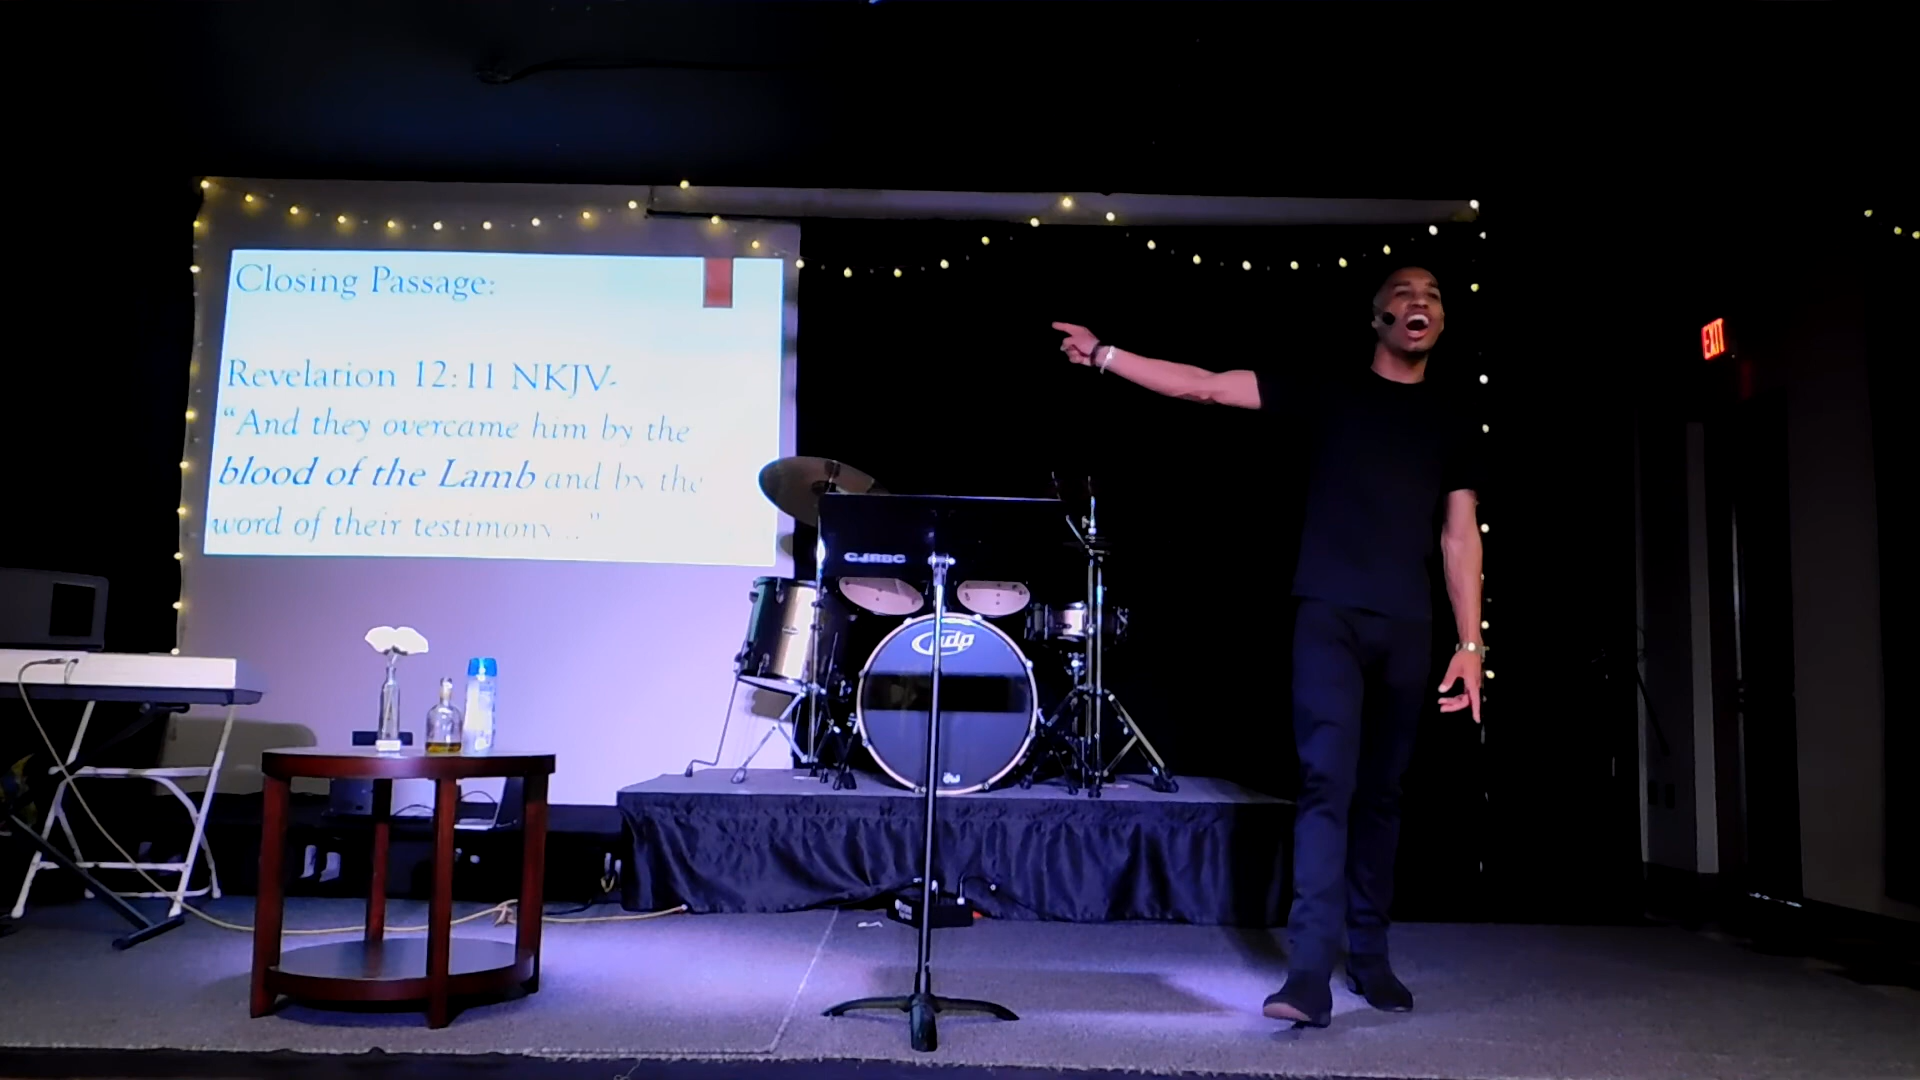 Closing Passage:
Revelation 12:11 NKJV-
“And they overcame him by the
blood of the Lamb and by the
word of their testimony...”
EXIT
CJRBC
pdp